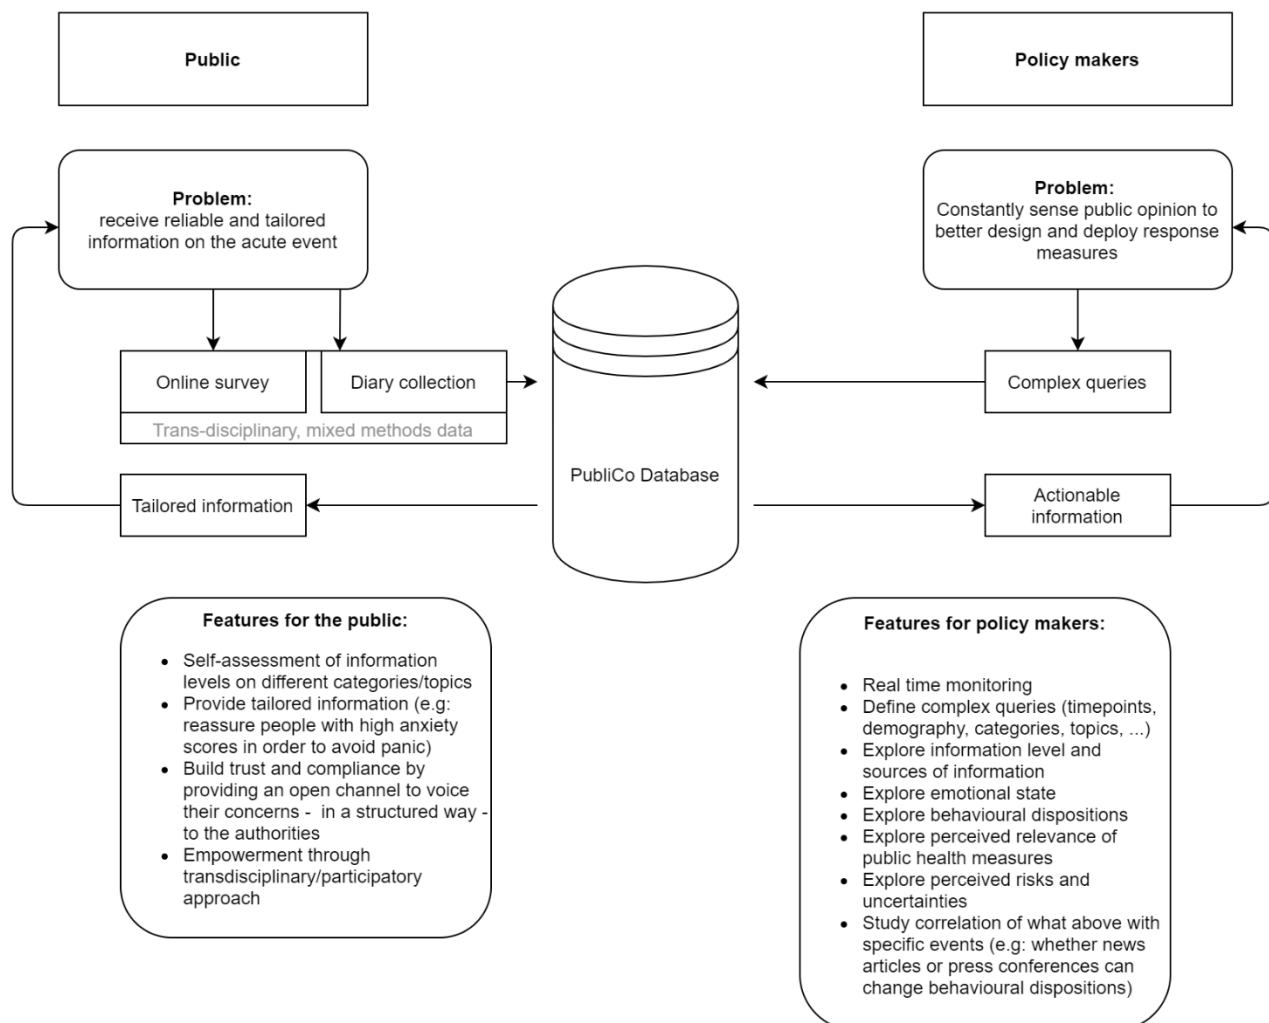 Public
Policy makers
Problem:
receive reliable and tailored
information on the acute event
Problem:
Constantly sense public opinion to
better design and deploy response
measures
Online survey
Diary collection
Trans-disciplinary, mixed methods data
Complex queries
PubliCo Database
Tailored information
Actionable
information
Features for the public:
• Self-assessment of information
levels on different categories/topics
• Provide tailored information (e.g:
reassure people with high anxiety
scores in order to avoid panic)
• Build trust and compliance by
providing an open channel to voice
their concerns -  in a structured way -
to the authorities
• Empowerment through
transdisciplinary/participatory
approach
Features for policy makers:
• Real time monitoring
• Define complex queries (timepoints,
demography, categories, topics, ...)
• Explore information level and
sources of information
• Explore emotional state
• Explore behavioural dispositions
• Explore perceived relevance of
public health measures
• Explore perceived risks and
uncertainties
• Study correlation of what above with
specific events (e.g: whether news
articles or press conferences can
change behavioural dispositions)